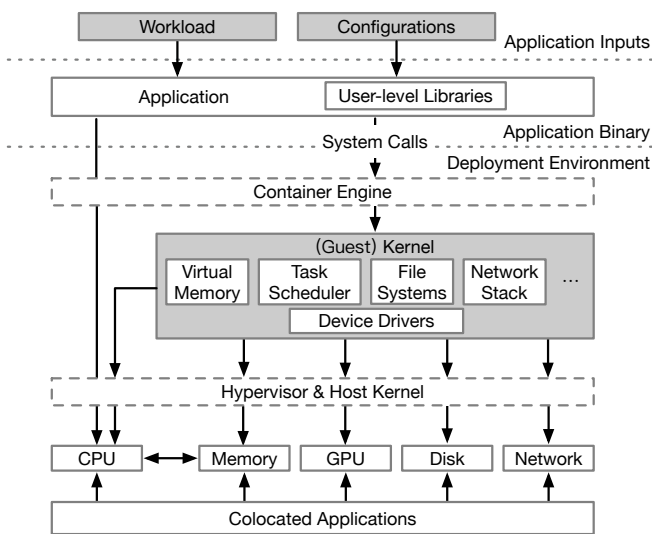 Workload
Configurations
Application Inputs
Application
User-level Libraries
System Calls
Application Binary
Deployment Environment
Container Engine
(Guest) Kernel
Virtual
Memory
Task
Scheduler
File
Systems
Network
Stack
...
Device Drivers
Hypervisor & Host Kernel
CPU
Memory
GPU
Disk
Network
Colocated Applications